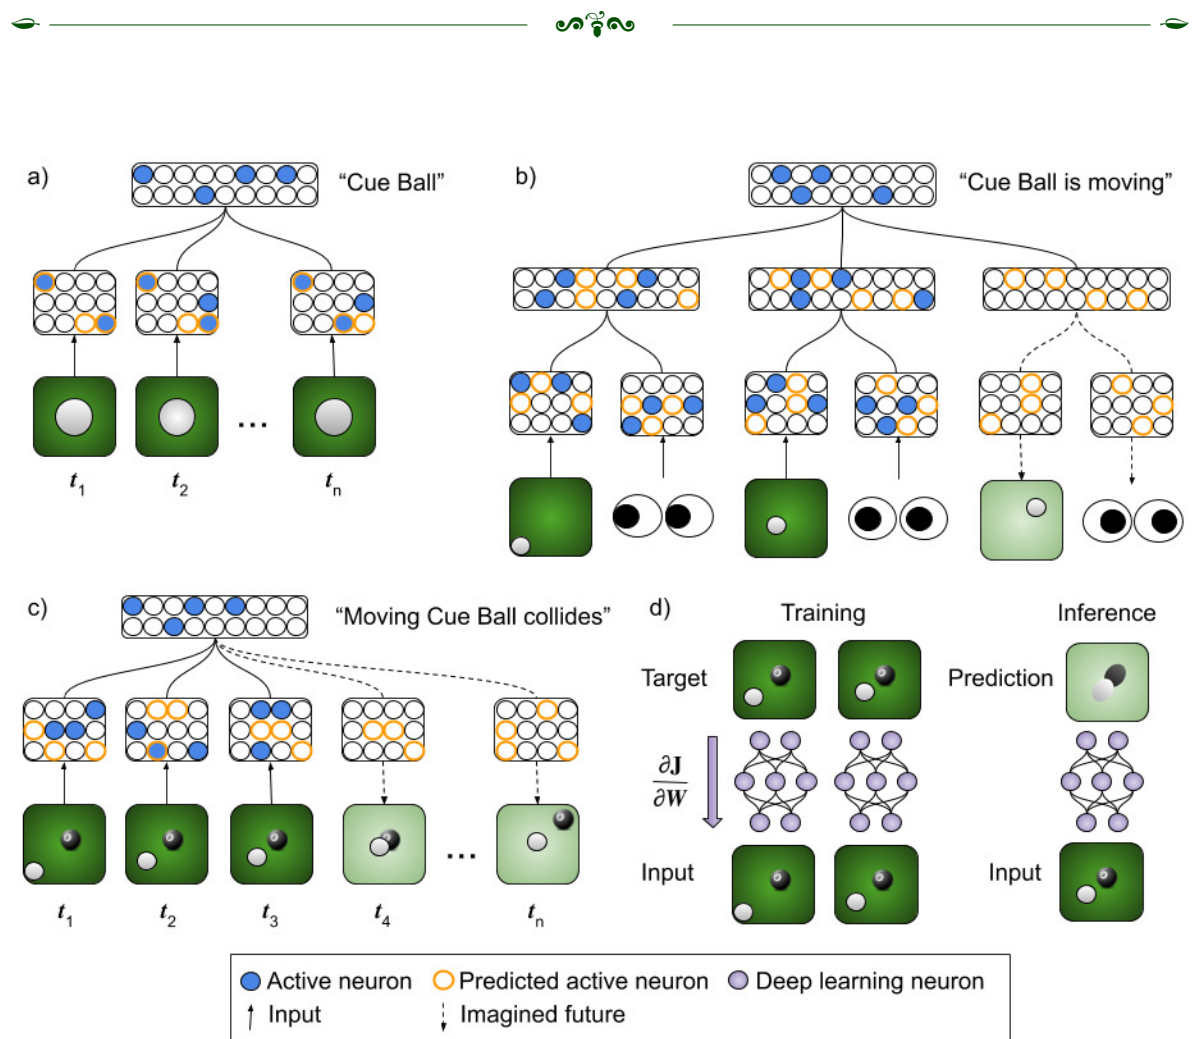 a)
“Cue Ball”
t1 t2 ... tn
b)
“Cue Ball is moving”
c)
“Moving Cue Ball collides”
t1 t2 t3 t4 ... tn
d)
Training Inference
Target Prediction
∂J
∂W
Input Input
Active neuron Predicted active neuron Deep learning neuron
Input Imagined future